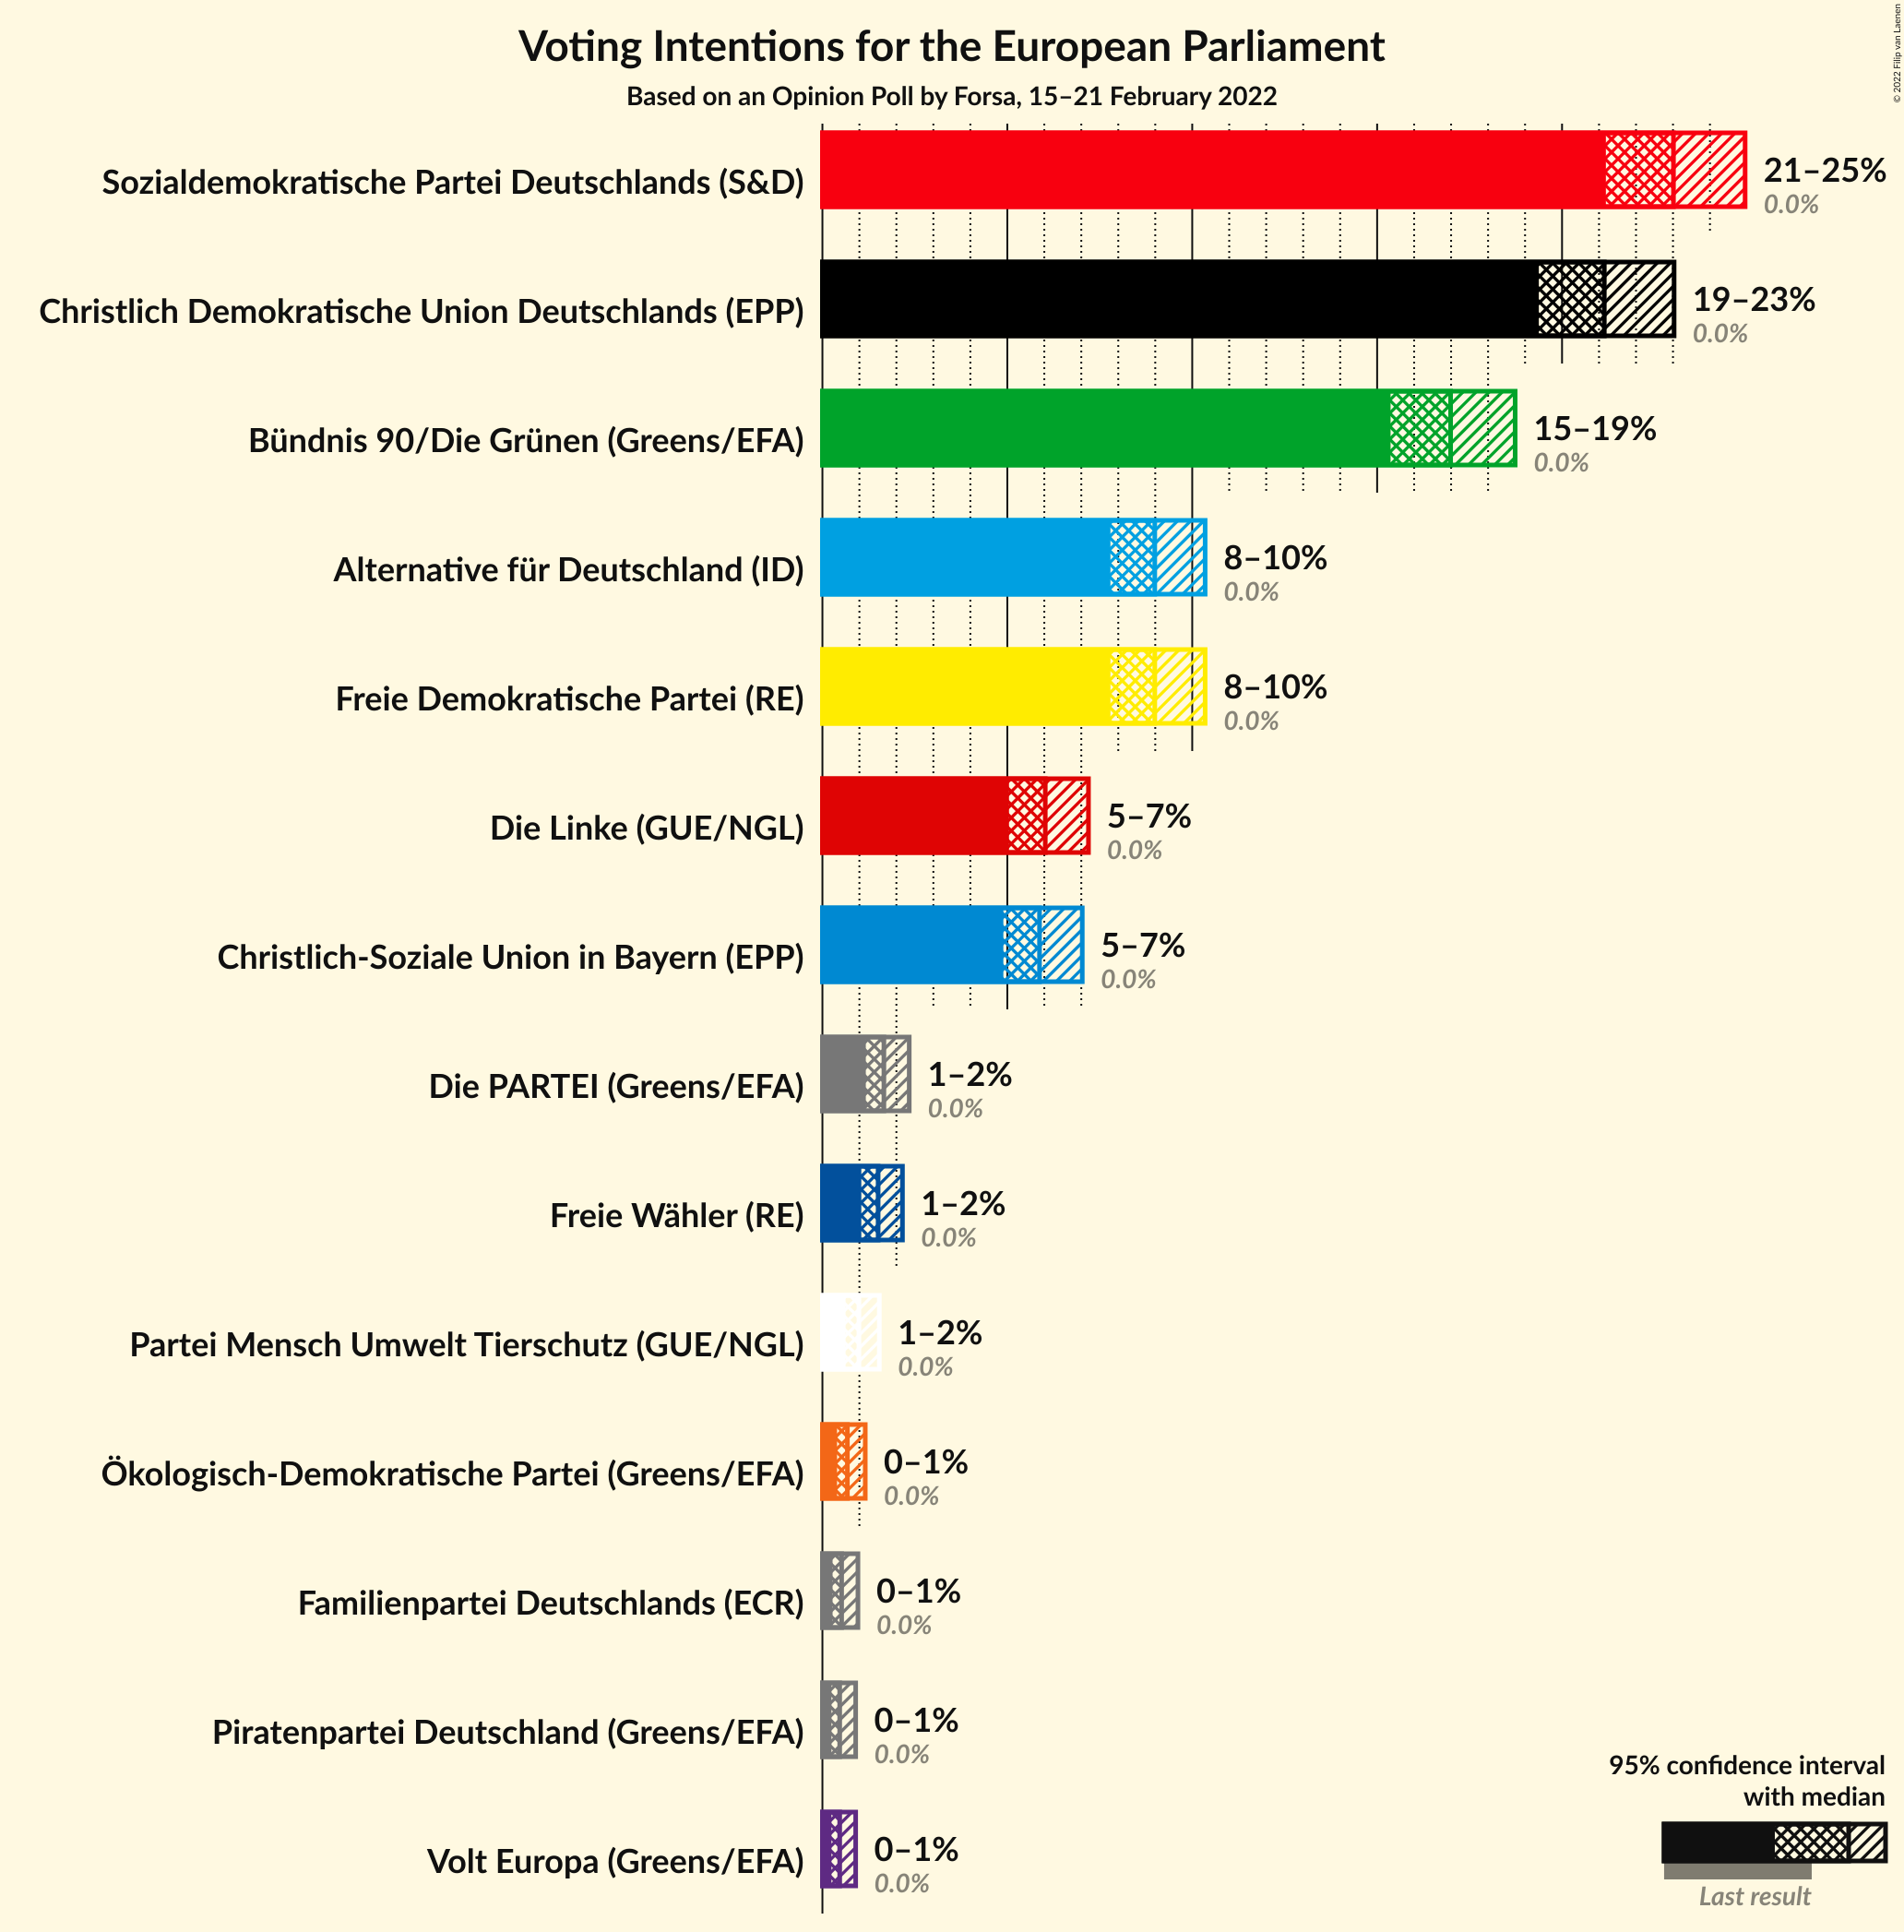 Voting Intentions for the European Parliament
Based on an Opinion Poll by Forsa, 15–21 February 2022
© 2022 Filip van Laenen
Sozialdemokratische Partei Deutschlands (S&D)
21–25%
0.0%
Christlich Demokratische Union Deutschlands (EPP)
19–23%
0.0%
Bündnis 90/Die Grünen (Greens/EFA)
15–19%
0.0%
Alternative für Deutschland (ID)
8–10%
0.0%
Freie Demokratische Partei (RE)
8–10%
0.0%
Die Linke (GUE/NGL)
5–7%
0.0%
Christlich-Soziale Union in Bayern (EPP)
5–7%
0.0%
Die PARTEI (Greens/EFA)
1–2%
0.0%
Freie Wähler (RE)
1–2%
0.0%
Partei Mensch Umwelt Tierschutz (GUE/NGL)
1–2%
0.0%
Ökologisch-Demokratische Partei (Greens/EFA)
0–1%
0.0%
Familienpartei Deutschlands (ECR)
0–1%
0.0%
Piratenpartei Deutschland (Greens/EFA)
0–1%
0.0%
Volt Europa (Greens/EFA)
0–1%
0.0%
95% confidence interval
with median
Last result